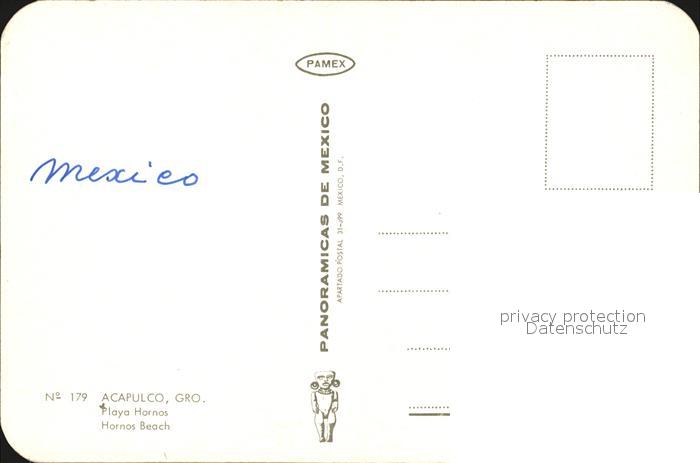 PAMEX
Mexico
PANORAMICAS DE MEXICO
APARTADO POSTAL 31-J99 MEXICO, D.F.
privacy protection
Datenschutz
Nº 179 ACAPULCO, GRO.
Playa Hornos
Hornos Beach